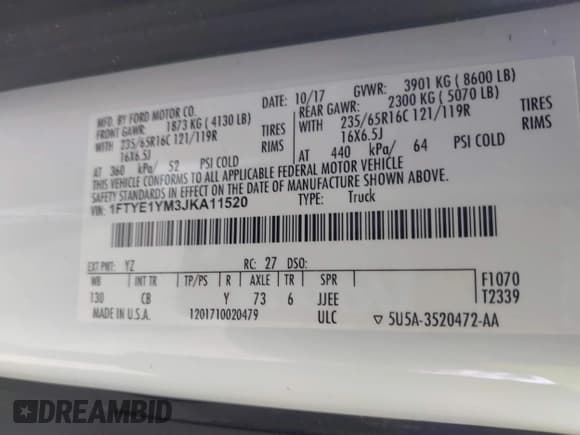 MFD. BY FORD MOTOR CO.
DATE: 10/17 GVWR: 3901 KG ( 8600 LB)
FRONT GAWR: 1873 KG ( 4130 LB)
REAR GAWR: 2300 KG ( 5070 LB)
WITH 235/65R16C 121/119R TIRES
WITH 235/65R16C 121/119R TIRES
16X6.5J RIMS
16X6.5J RIMS
AT 360 kPa/ 52 PSI COLD
AT 440 kPa/ 64 PSI COLD
THIS VEHICLE CONFORMS TO ALL APPLICABLE FEDERAL MOTOR VEHICLE
SAFETY STANDARDS IN EFFECT ON THE DATE OF MANUFACTURE SHOWN ABOVE.
VIN: 1FTYE1YM3JKA11520 TYPE: Truck
EXT PNT: YZ RC: 27 DSO:
WB INT TR TP/PS R AXLE TR SPR F1070
130 CB Y 73 6 JJEE T2339
MADE IN U.S.A. 1201710020479 ULC ▽ 5U5A-3520472-AA
DREAMBID